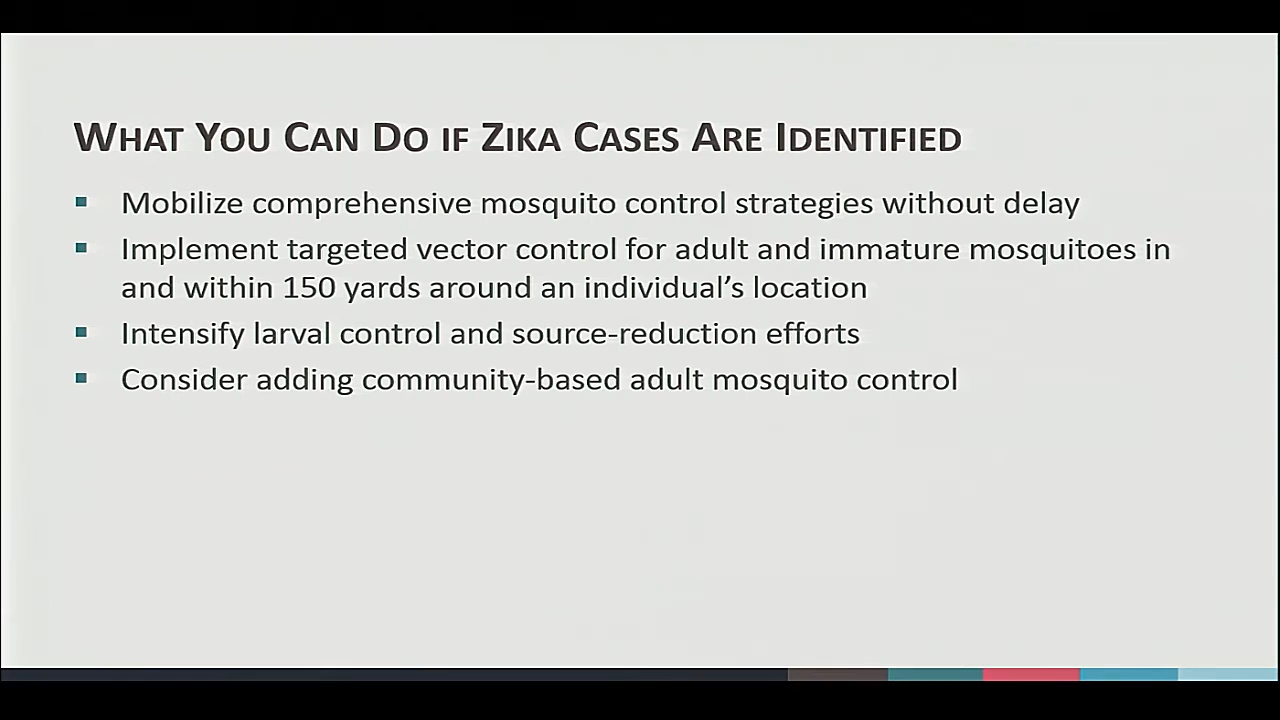 What You Can Do if Zika Cases Are Identified
▪ Mobilize comprehensive mosquito control strategies without delay
▪ Implement targeted vector control for adult and immature mosquitoes in
and within 150 yards around an individual’s location
▪ Intensify larval control and source-reduction efforts
▪ Consider adding community-based adult mosquito control